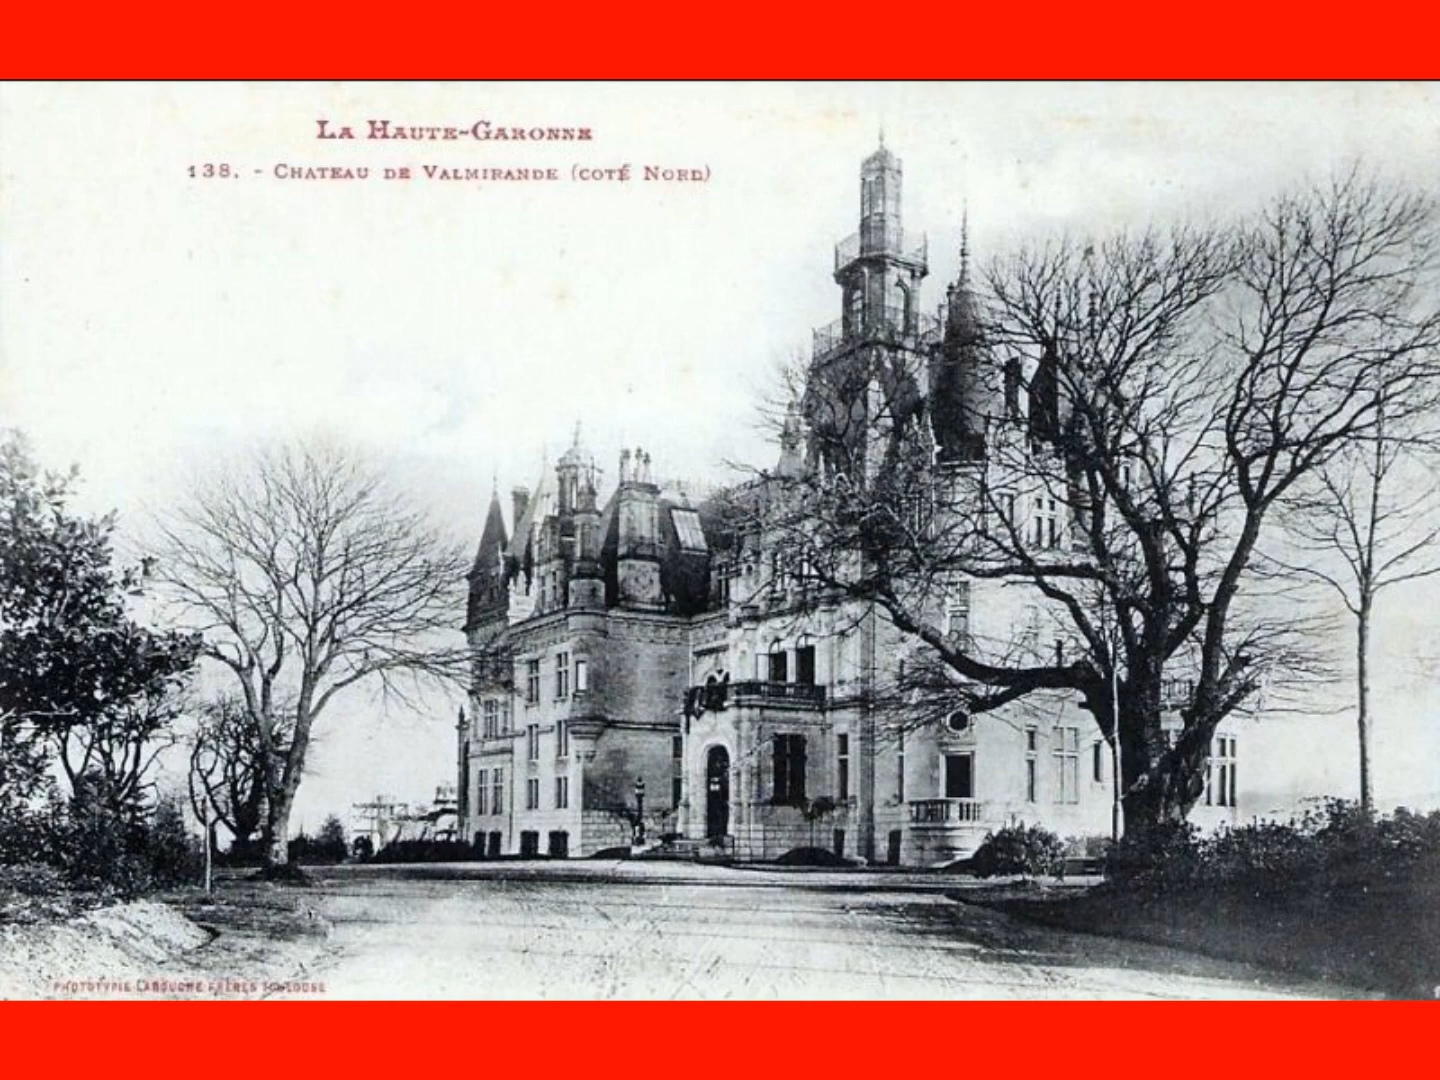 La Haute-Garonne
138. - Chateau de Valmirande (coté Nord)
PHOTOTYPIE LABOUCHE FRÈRES TOULOUSE